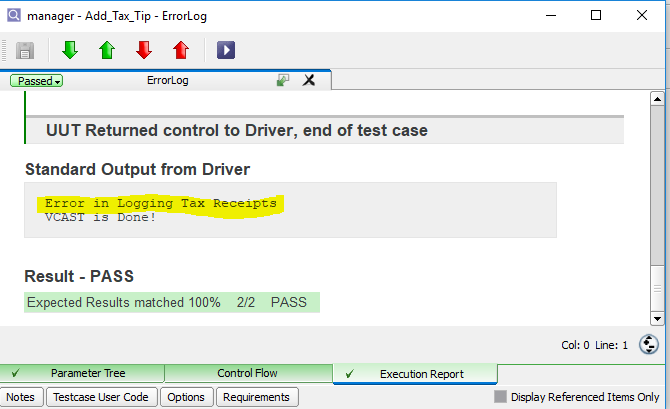 manager - Add_Tax_Tip - ErrorLog
Passed
ErrorLog
UUT Returned control to Driver, end of test case
Standard Output from Driver
Error in Logging Tax Receipts
VCAST is Done!
Result - PASS
Expected Results matched 100% 2/2 PASS
Col: 0 Line: 1
Parameter Tree
Control Flow
Execution Report
Notes
Testcase User Code
Options
Requirements
Display Referenced Items Only